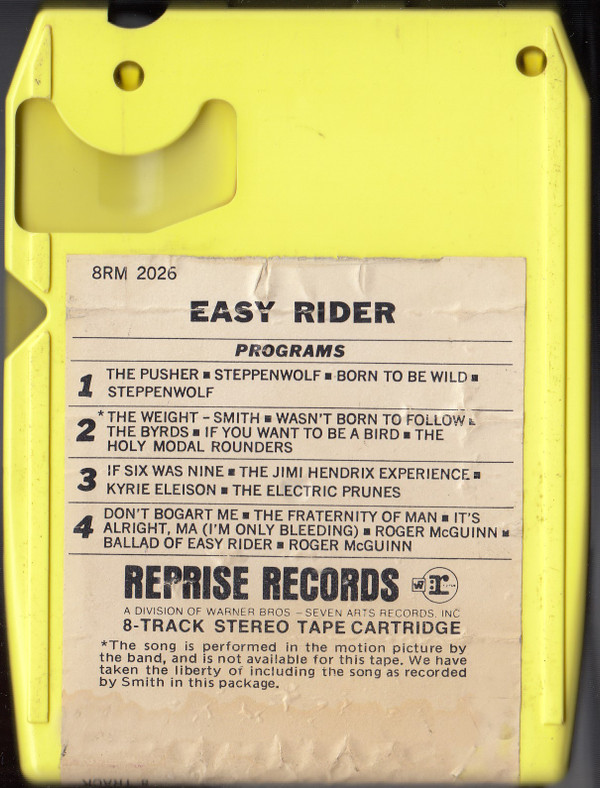 8RM 2026
EASY RIDER
PROGRAMS
1 THE PUSHER ■ STEPPENWOLF ■ BORN TO BE WILD ■
STEPPENWOLF
2 *THE WEIGHT – SMITH ■ WASN'T BORN TO FOLLOW ■
THE BYRDS ■ IF YOU WANT TO BE A BIRD ■ THE
HOLY MODAL ROUNDERS
3 IF SIX WAS NINE ■ THE JIMI HENDRIX EXPERIENCE ■
KYRIE ELEISON ■ THE ELECTRIC PRUNES
4 DON'T BOGART ME ■ THE FRATERNITY OF MAN ■ IT'S
ALRIGHT, MA (I'M ONLY BLEEDING) ■ ROGER McGUINN ■
BALLAD OF EASY RIDER ■ ROGER McGUINN
REPRISE RECORDS W r:
A DIVISION OF WARNER BROS – SEVEN ARTS RECORDS, INC
8-TRACK STEREO TAPE CARTRIDGE
*The song is performed in the motion picture by
the band, and is not available for this tape. We have
taken the liberty of including the song as recorded
by Smith in this package.